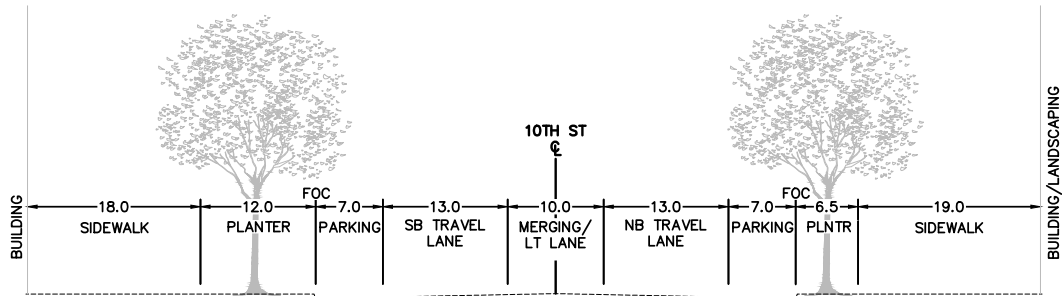 10TH ST
℄
FOC
FOC
18.0
12.0
7.0
13.0
10.0
13.0
7.0
6.5
19.0
SIDEWALK
PLANTER
PARKING
SB TRAVEL
LANE
MERGING/
LT LANE
NB TRAVEL
LANE
PARKING
PLNTR
SIDEWALK
BUILDING
BUILDING/LANDSCAPING